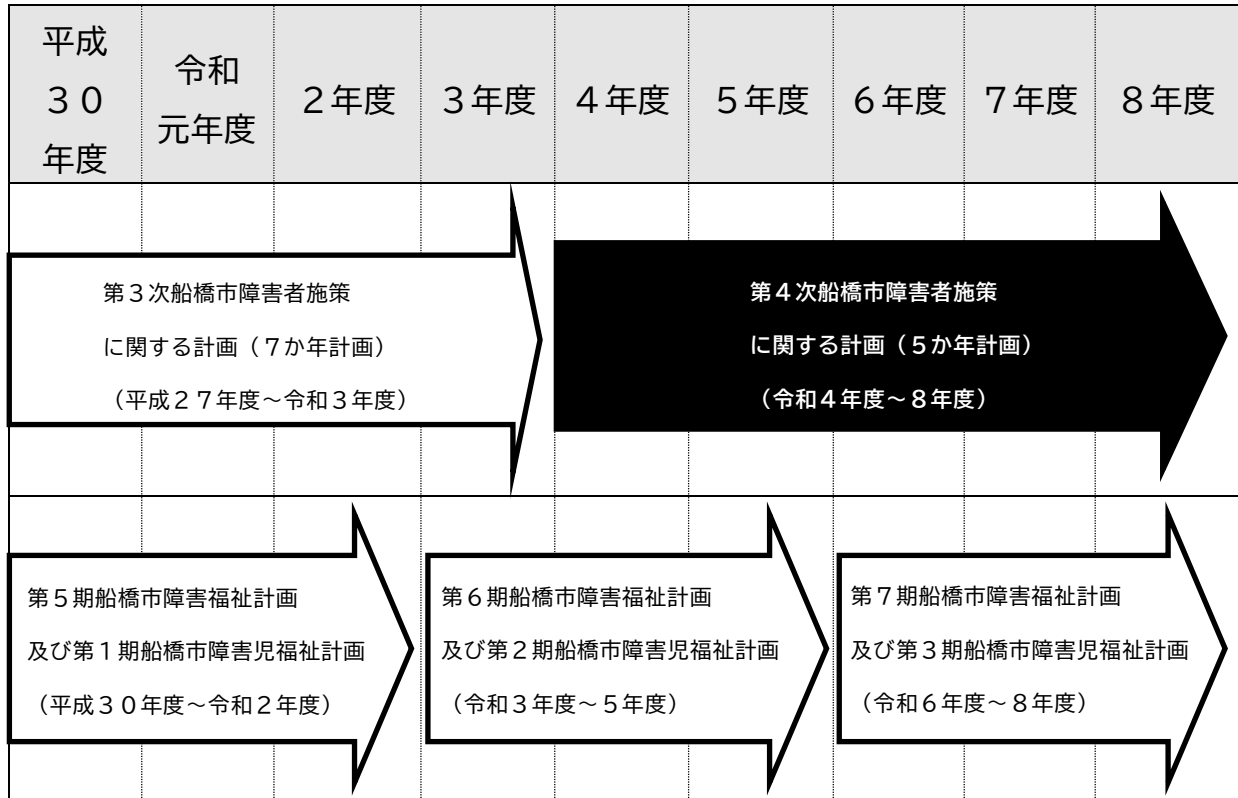 平成
３０
年度
令和
元年度
２年度
３年度
４年度
５年度
６年度
７年度
８年度
第３次船橋市障害者施策
に関する計画（７か年計画）
（平成２７年度～令和３年度）
第４次船橋市障害者施策
に関する計画（５か年計画）
（令和４年度～８年度）
第５期船橋市障害福祉計画
及び第１期船橋市障害児福祉計画
（平成３０年度～令和２年度）
第６期船橋市障害福祉計画
及び第２期船橋市障害児福祉計画
（令和３年度～５年度）
第７期船橋市障害福祉計画
及び第３期船橋市障害児福祉計画
（令和６年度～８年度）